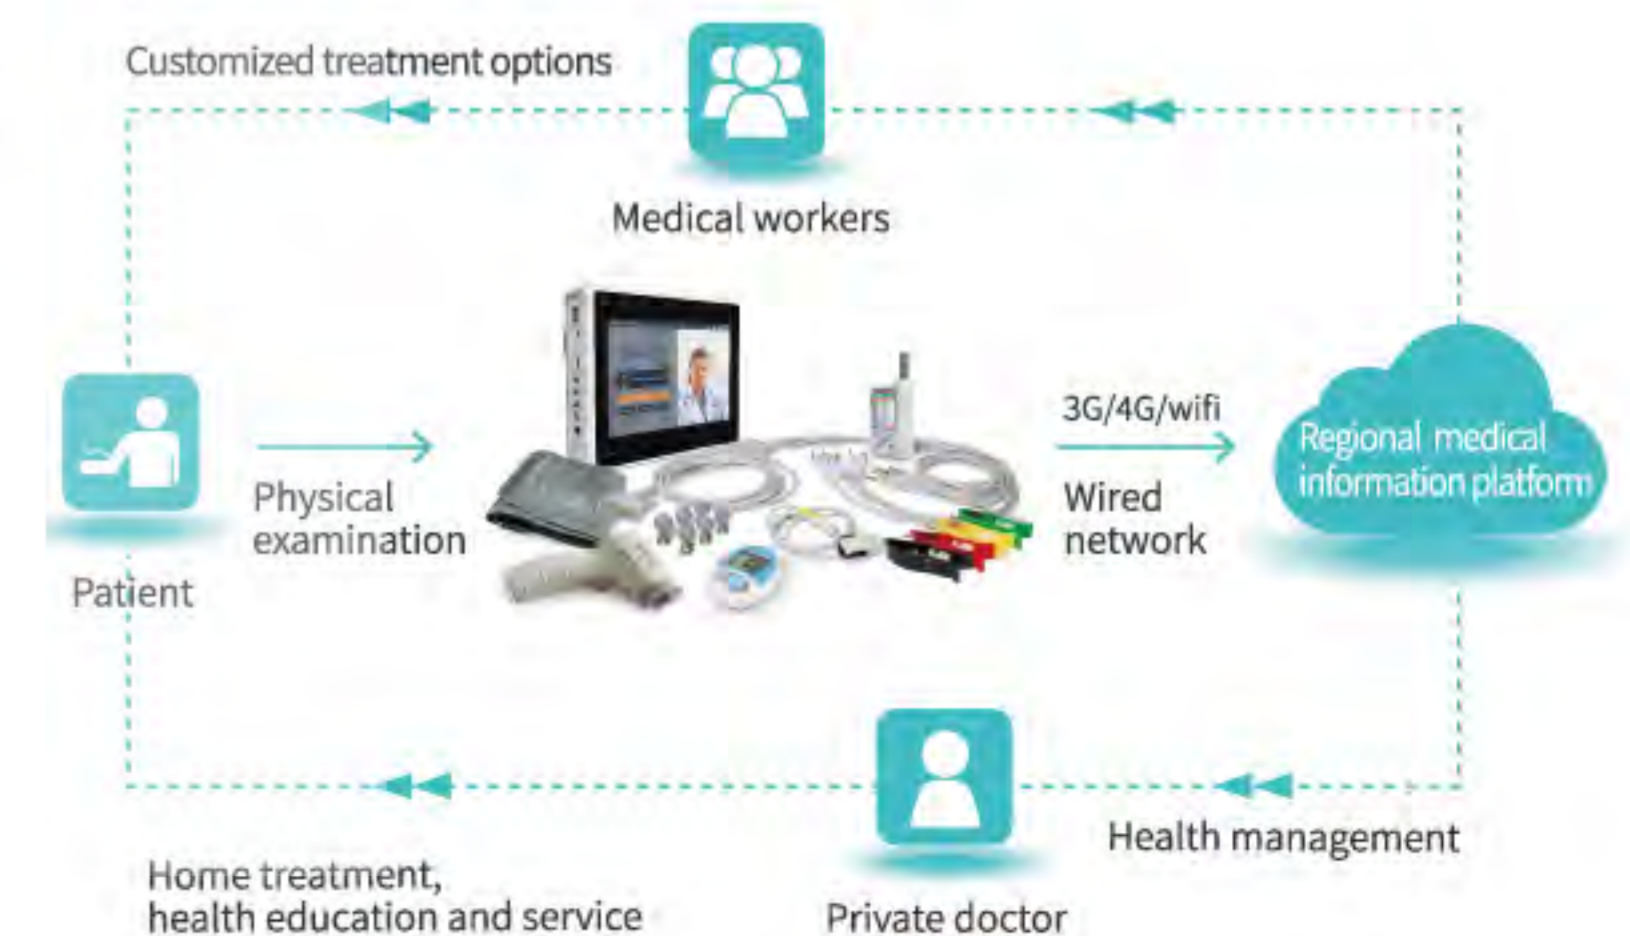 Customized treatment options
Medical workers
3G/4G/wifi
Regional medical
information platform
Physical
examination
Wired
network
Patient
Health management
Home treatment,
health education and service
Private doctor